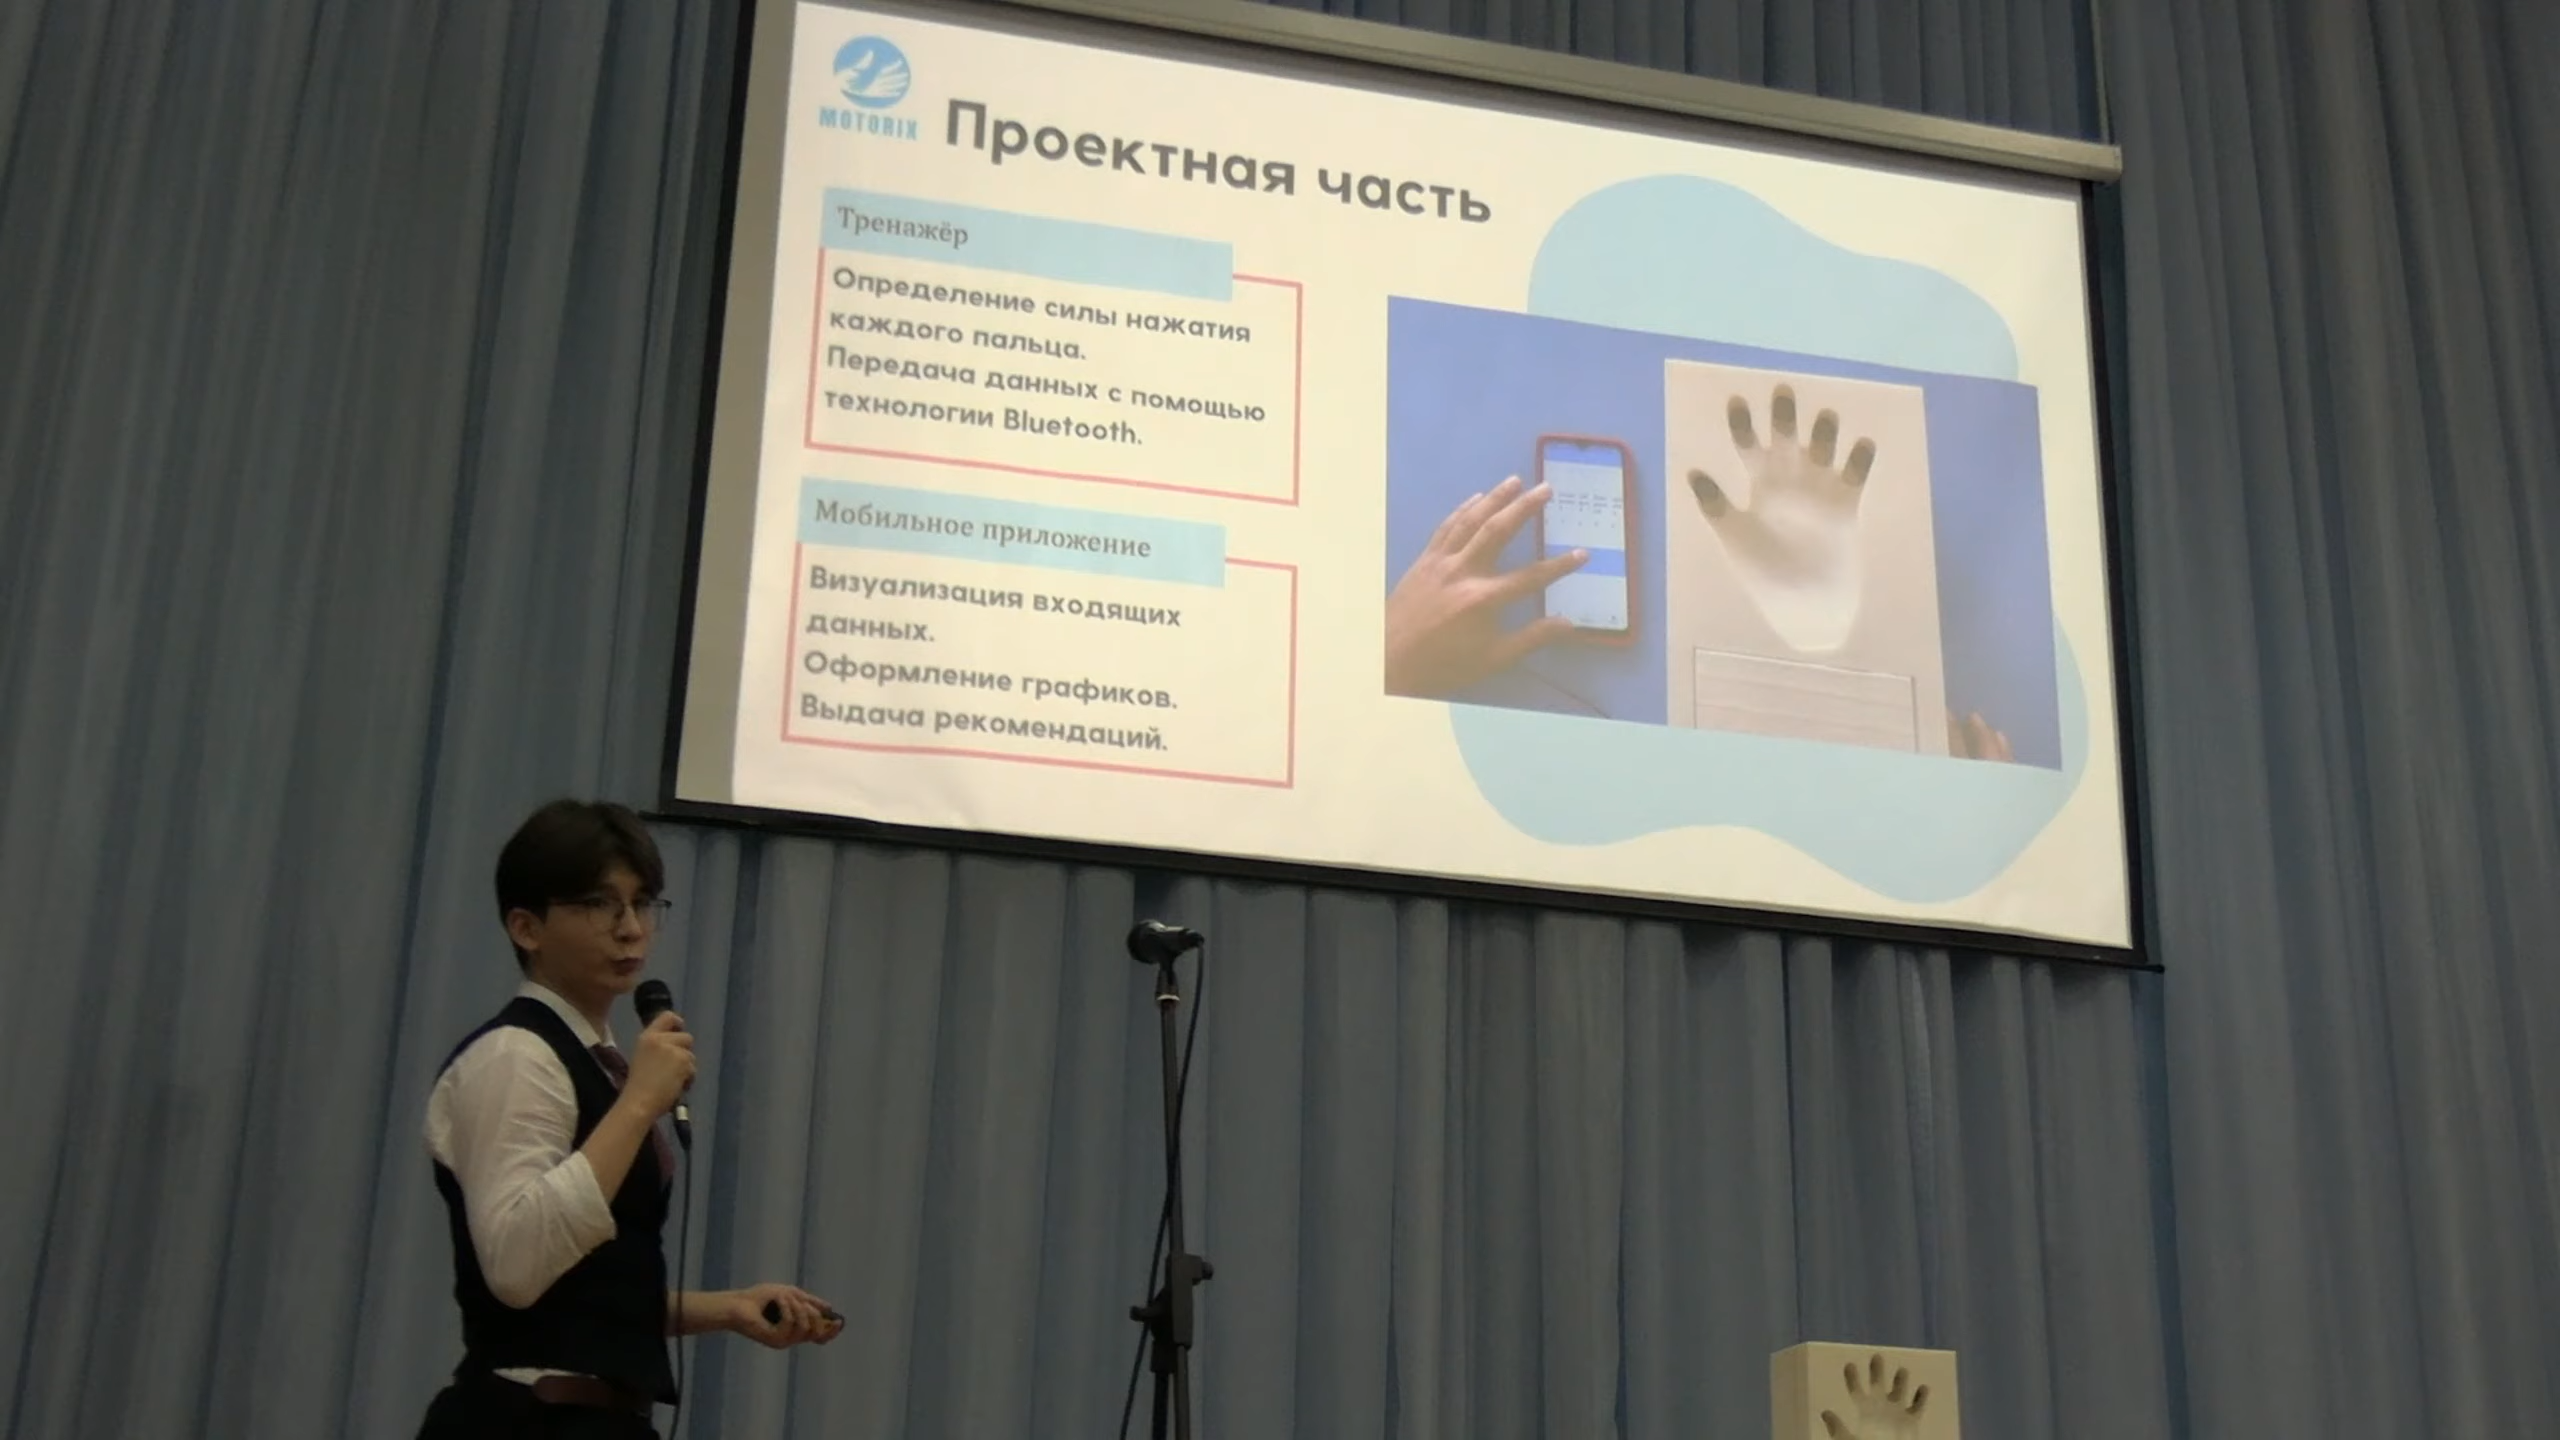 MOTORIX
Проектная часть
Тренажёр
Определение силы нажатия
каждого пальца.
Передача данных с помощью
технологии Bluetooth.
Мобильное приложение
Визуализация входящих
данных.
Оформление графиков.
Выдача рекомендаций.